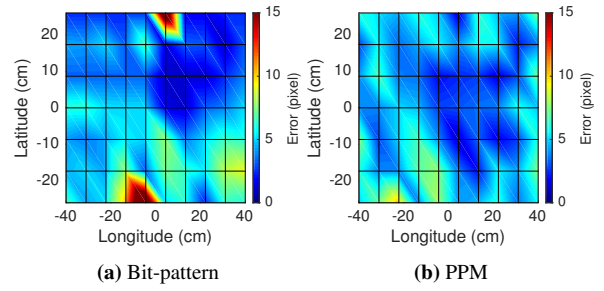 20
10
0
-10
-20
Latitude (cm)
-40 -20 0 20 40
Longitude (cm)
15
10
5
0
Error (pixel)
(a) Bit-pattern
20
10
0
-10
-20
Latitude (cm)
-40 -20 0 20 40
Longitude (cm)
15
10
5
0
Error (pixel)
(b) PPM